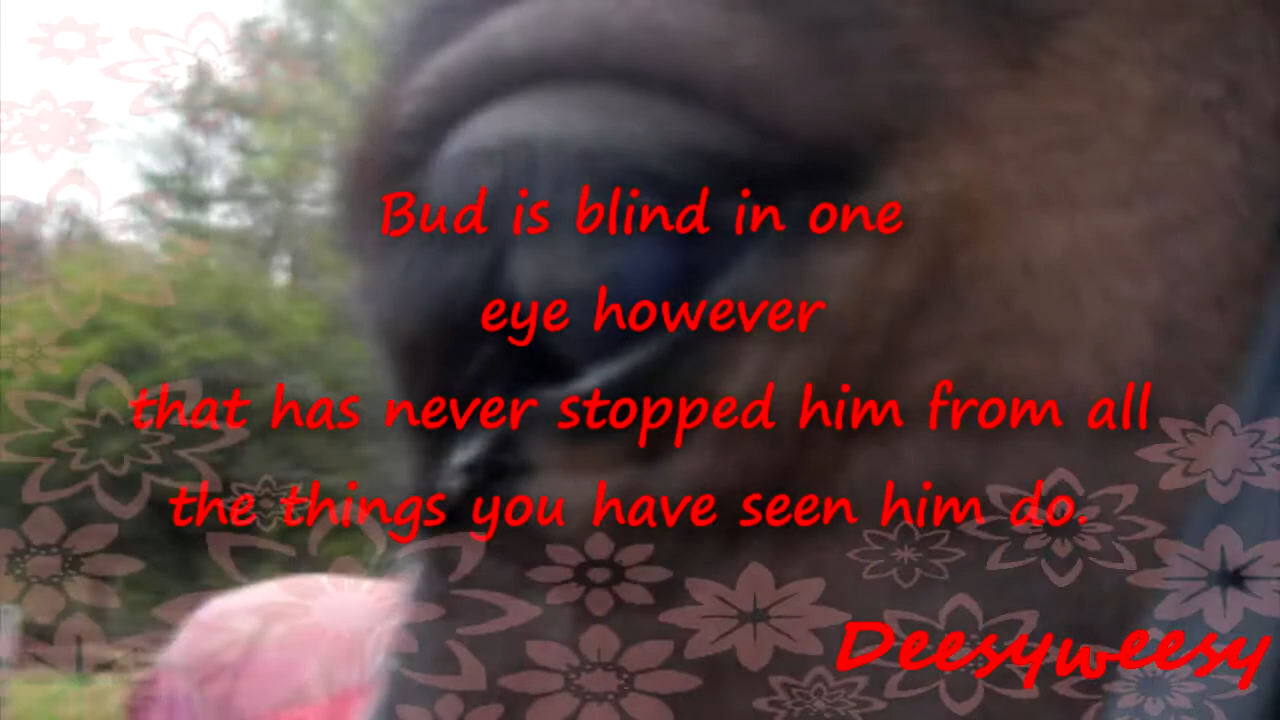 Bud is blind in one
eye however
that has never stopped him from all
the things you have seen him do.
Deesyweesy